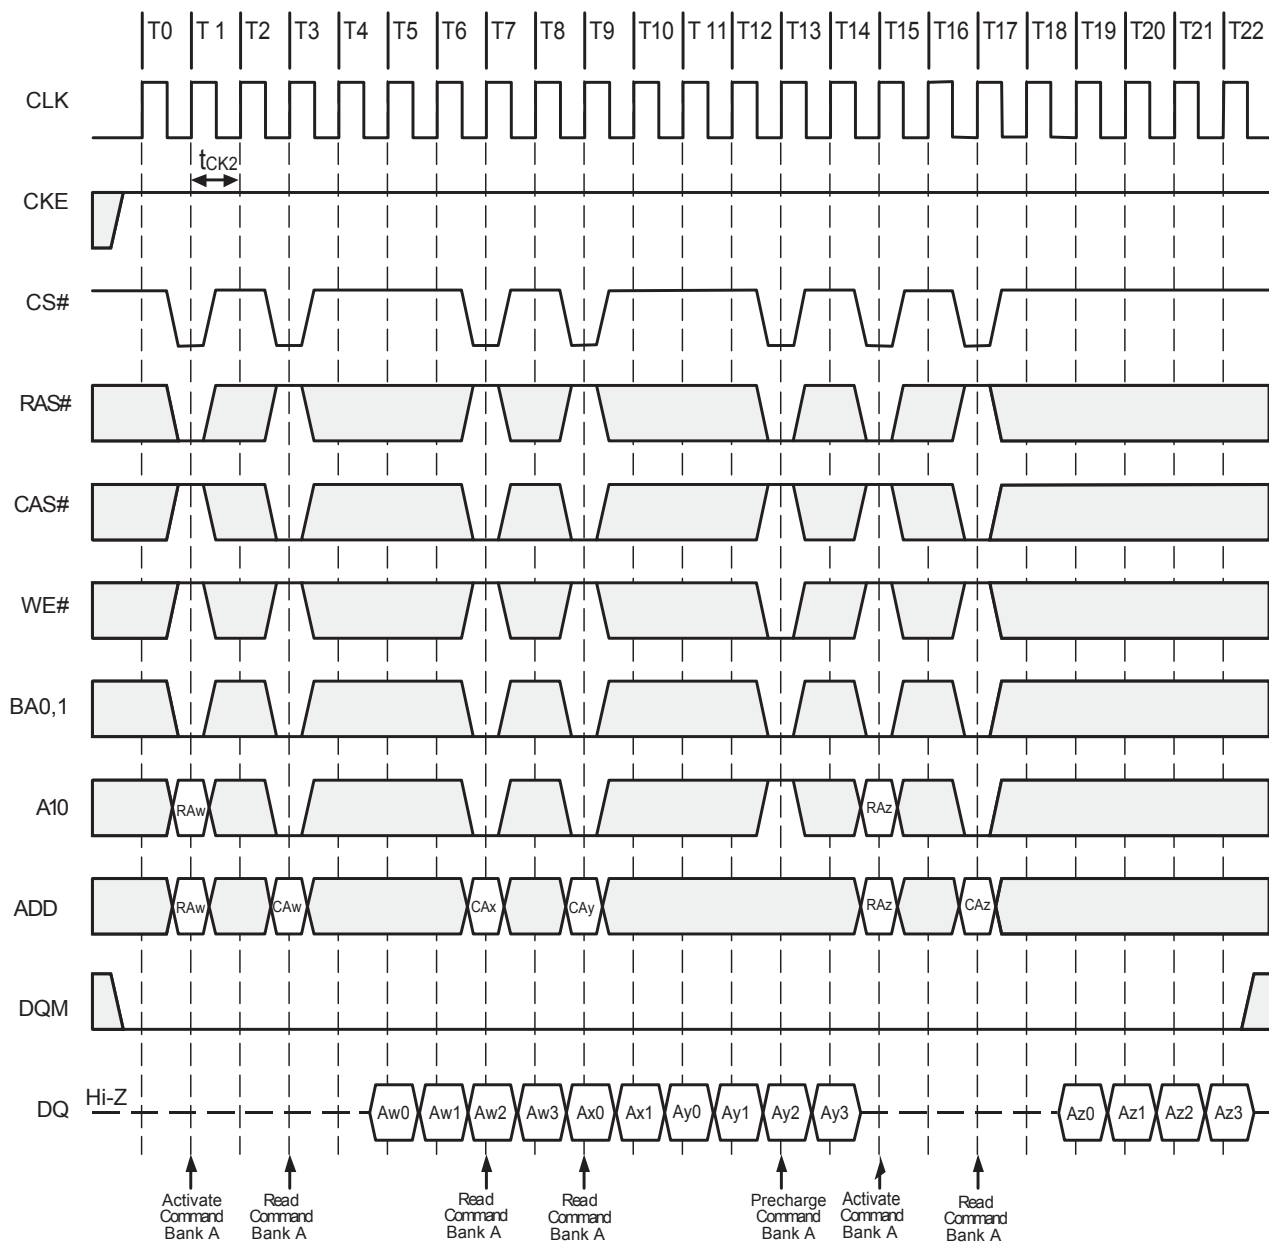 T0 T 1 T2 T3 T4 T5 T6 T7 T8 T9 T10 T 11 T12 T13 T14 T15 T16 T17 T18 T19 T20 T21 T22
CLK
tCK2
CKE
CS#
RAS#
CAS#
WE#
BA0,1
A10 RAw RAz
ADD RAw CAw CAx CAy RAz CAz
DQM
Hi-Z
DQ Aw0 Aw1 Aw2 Aw3 Ax0 Ax1 Ay0 Ay1 Ay2 Ay3 Az0 Az1 Az2 Az3
Activate
Command
Bank A
Read
Command
Bank A
Read
Command
Bank A
Read
Command
Bank A
Precharge
Command
Bank A
Activate
Command
Bank A
Read
Command
Bank A